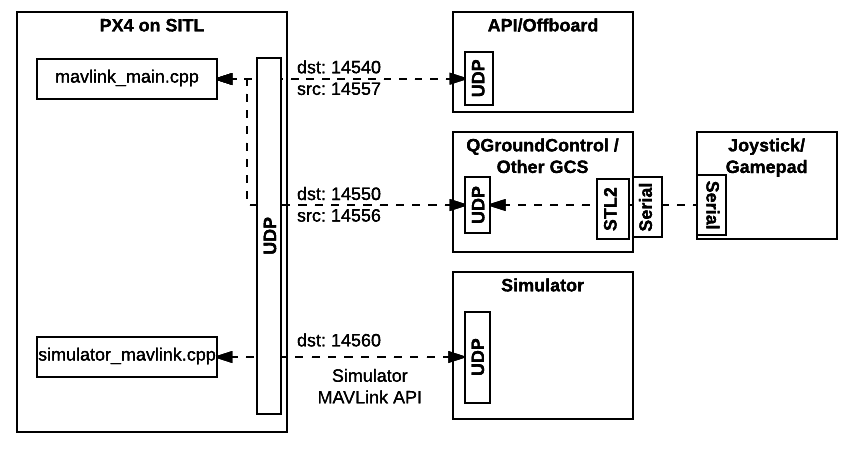 PX4 on SITL
mavlink_main.cpp
simulator_mavlink.cpp
UDP
dst: 14540
src: 14557
dst: 14550
src: 14556
dst: 14560
Simulator
MAVLink API
API/Offboard
UDP
QGroundControl /
Other GCS
UDP
STL2
Serial
Joystick/
Gamepad
Serial
Simulator
UDP